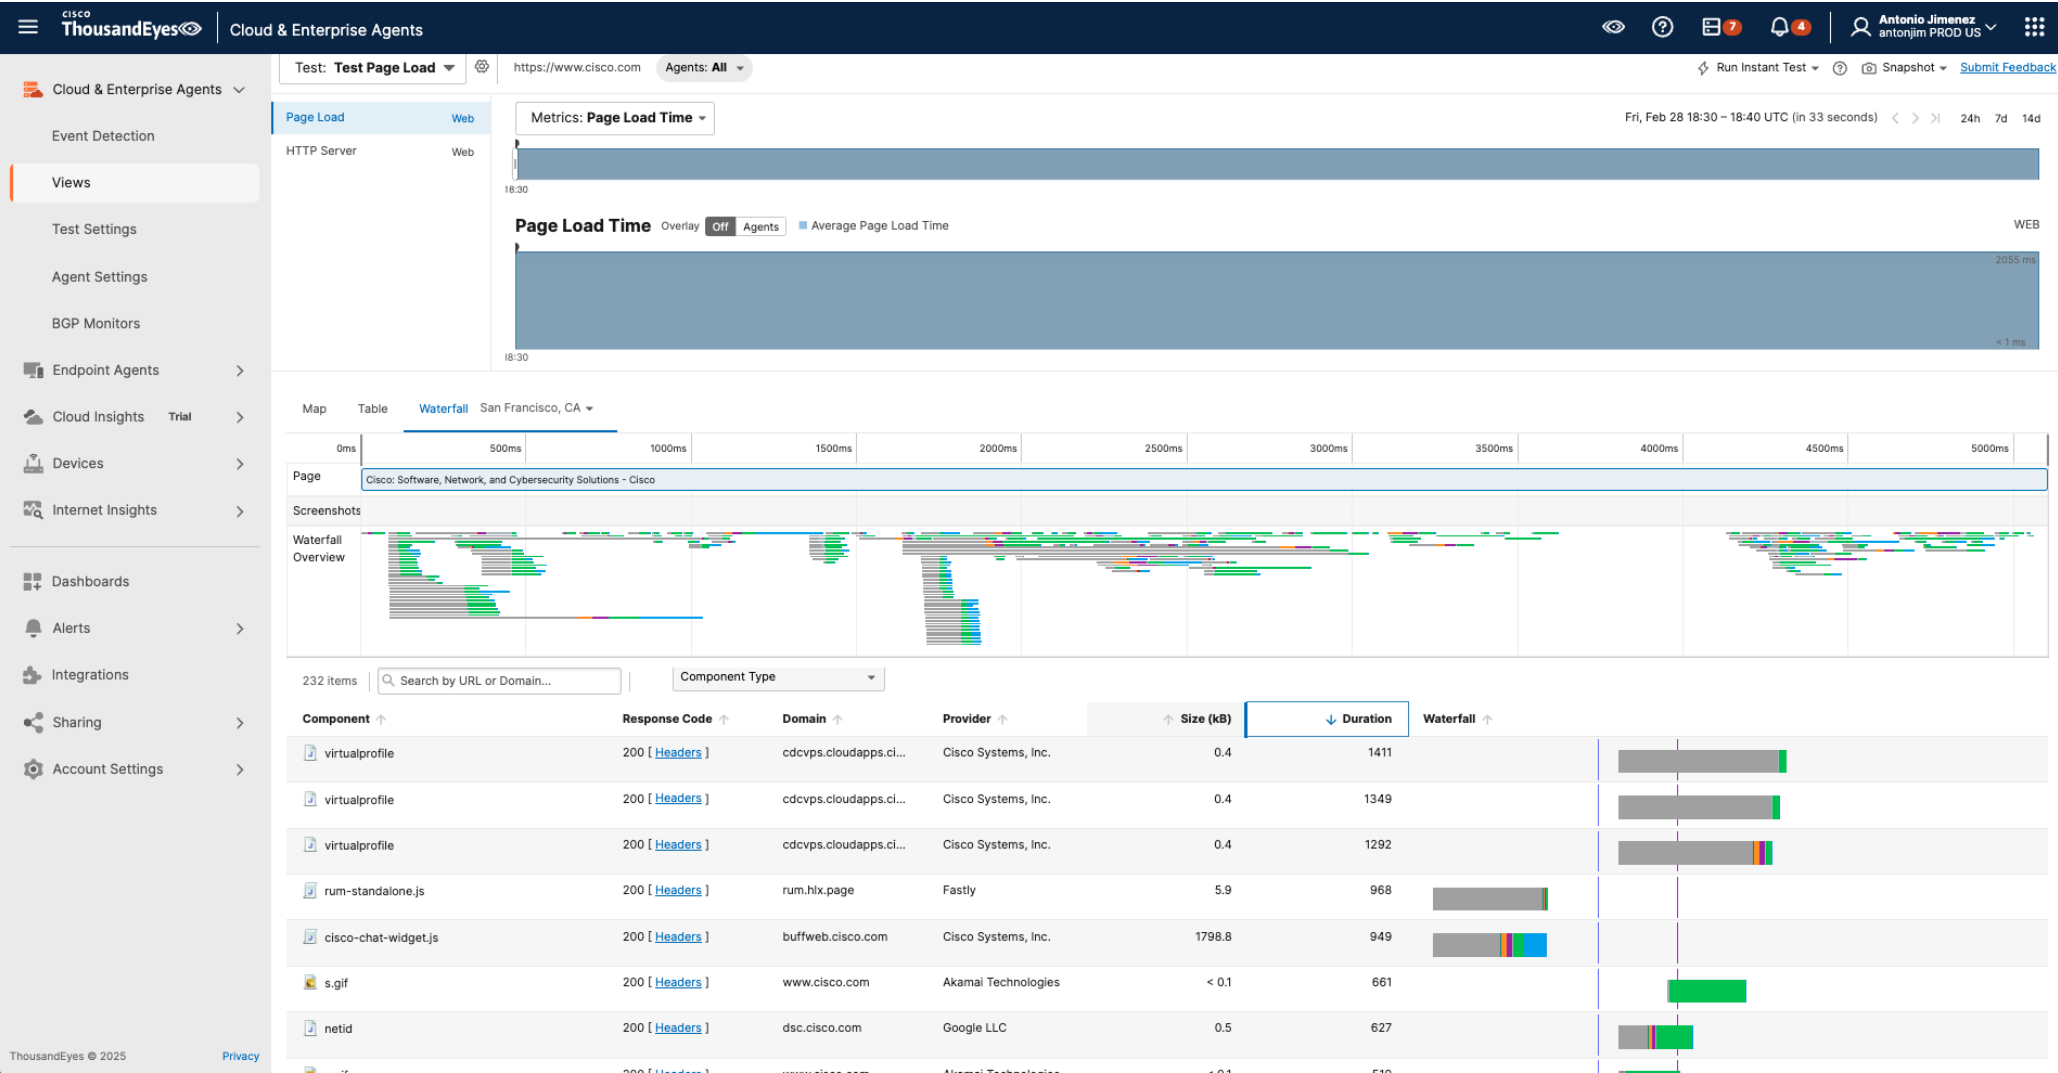 CISCO
ThousandEyes
Cloud & Enterprise Agents
7
4
Antonio Jimenez
antonjim PROD US
Cloud & Enterprise Agents
Event Detection
Views
Test Settings
Agent Settings
BGP Monitors
Endpoint Agents
Cloud Insights Trial
Devices
Internet Insights
Dashboards
Alerts
Integrations
Sharing
Account Settings
ThousandEyes © 2025 Privacy
Test: Test Page Load https://www.cisco.com Agents: All
Run Instant Test Snapshot Submit Feedback
Page Load Web
HTTP Server Web
Metrics: Page Load Time
Fri, Feb 28 18:30 – 18:40 UTC (in 33 seconds) 24h 7d 14d
18:30
Page Load Time Overlay Off Agents Average Page Load Time WEB
2055 ms
< 1 ms
18:30
Map Table Waterfall San Francisco, CA
0ms 500ms 1000ms 1500ms 2000ms 2500ms 3000ms 3500ms 4000ms 4500ms 5000ms
Page Cisco: Software, Network, and Cybersecurity Solutions - Cisco
Screenshots
Waterfall
Overview
232 items Search by URL or Domain... Component Type
Component Response Code Domain Provider Size (kB) Duration Waterfall
virtualprofile 200 [ Headers ] cdcvps.cloudapps.ci... Cisco Systems, Inc. 0.4 1411
virtualprofile 200 [ Headers ] cdcvps.cloudapps.ci... Cisco Systems, Inc. 0.4 1349
virtualprofile 200 [ Headers ] cdcvps.cloudapps.ci... Cisco Systems, Inc. 0.4 1292
rum-standalone.js 200 [ Headers ] rum.hlx.page Fastly 5.9 968
cisco-chat-widget.js 200 [ Headers ] buffweb.cisco.com Cisco Systems, Inc. 1798.8 949
s.gif 200 [ Headers ] www.cisco.com Akamai Technologies < 0.1 661
netid 200 [ Headers ] dsc.cisco.com Google LLC 0.5 627